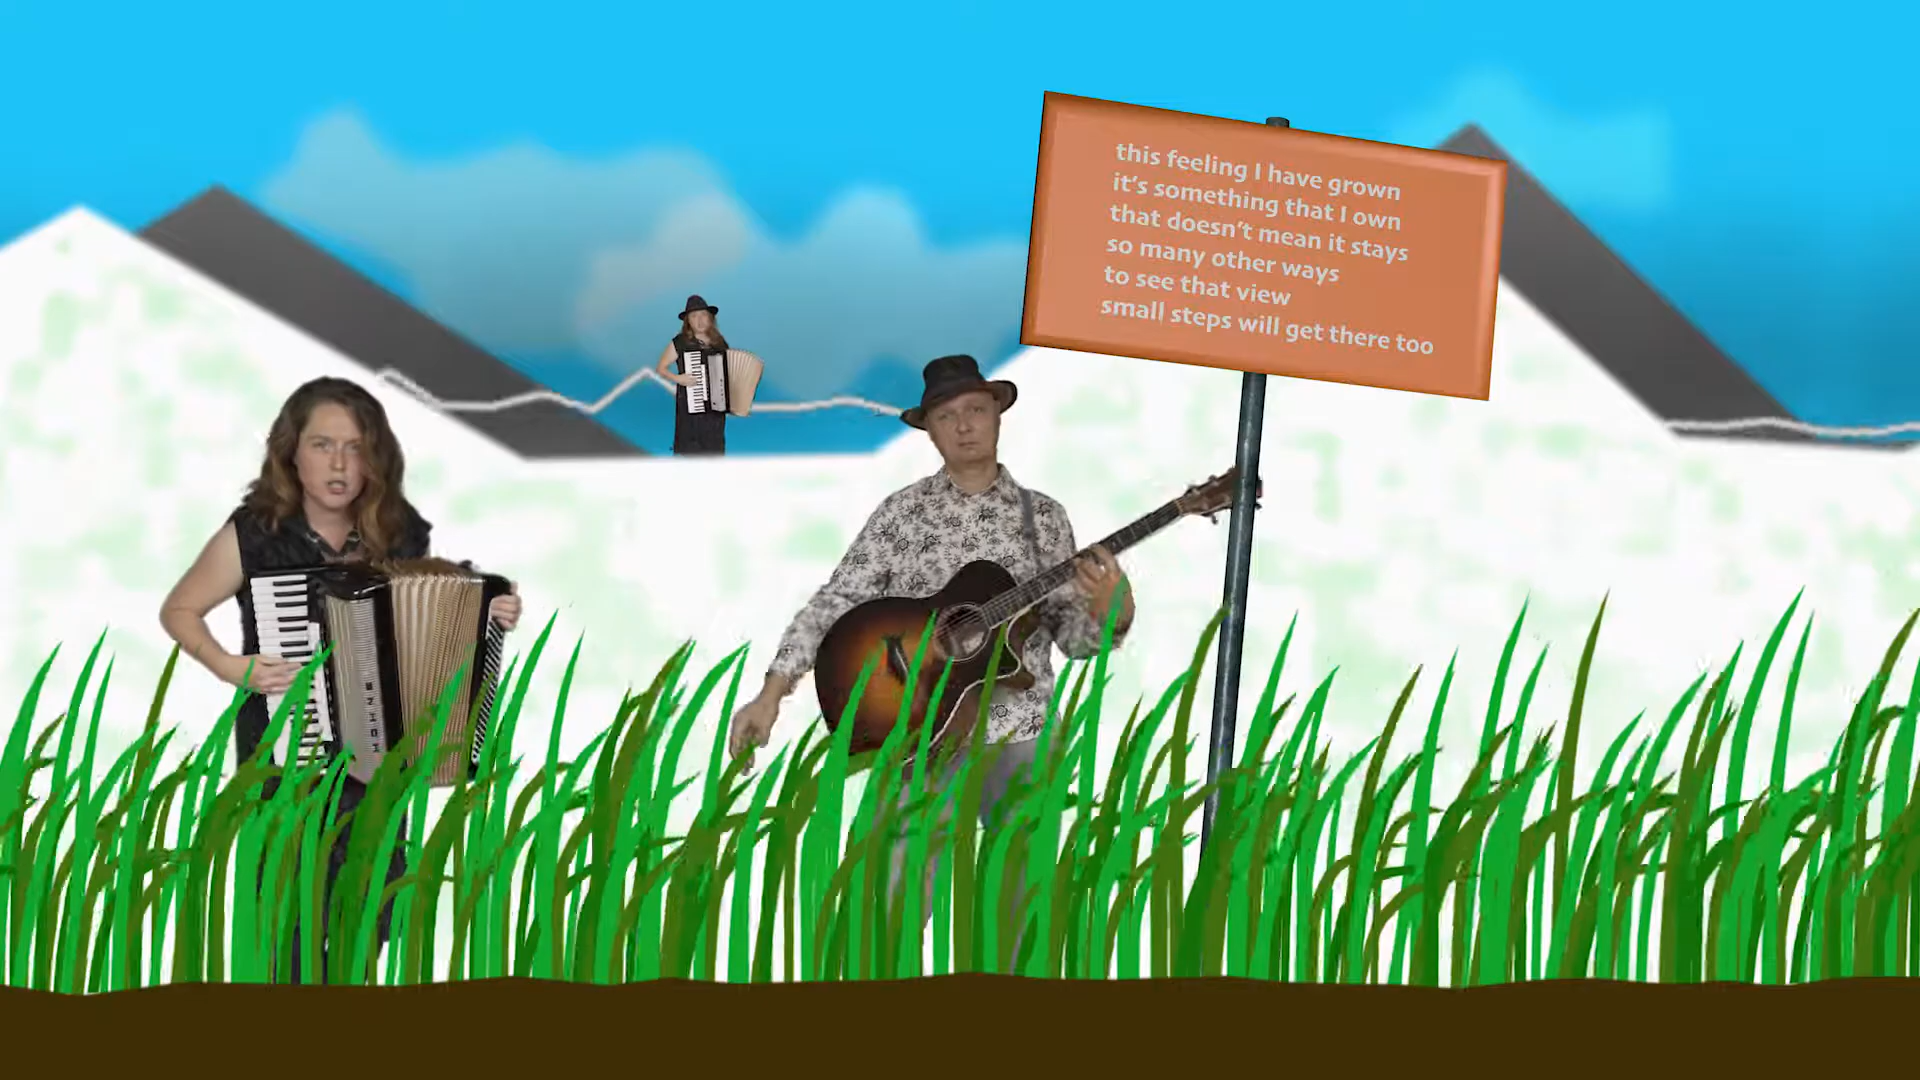 this feeling I have grown
it's something that I own
that doesn't mean it stays
so many other ways
to see that view
small steps will get there too